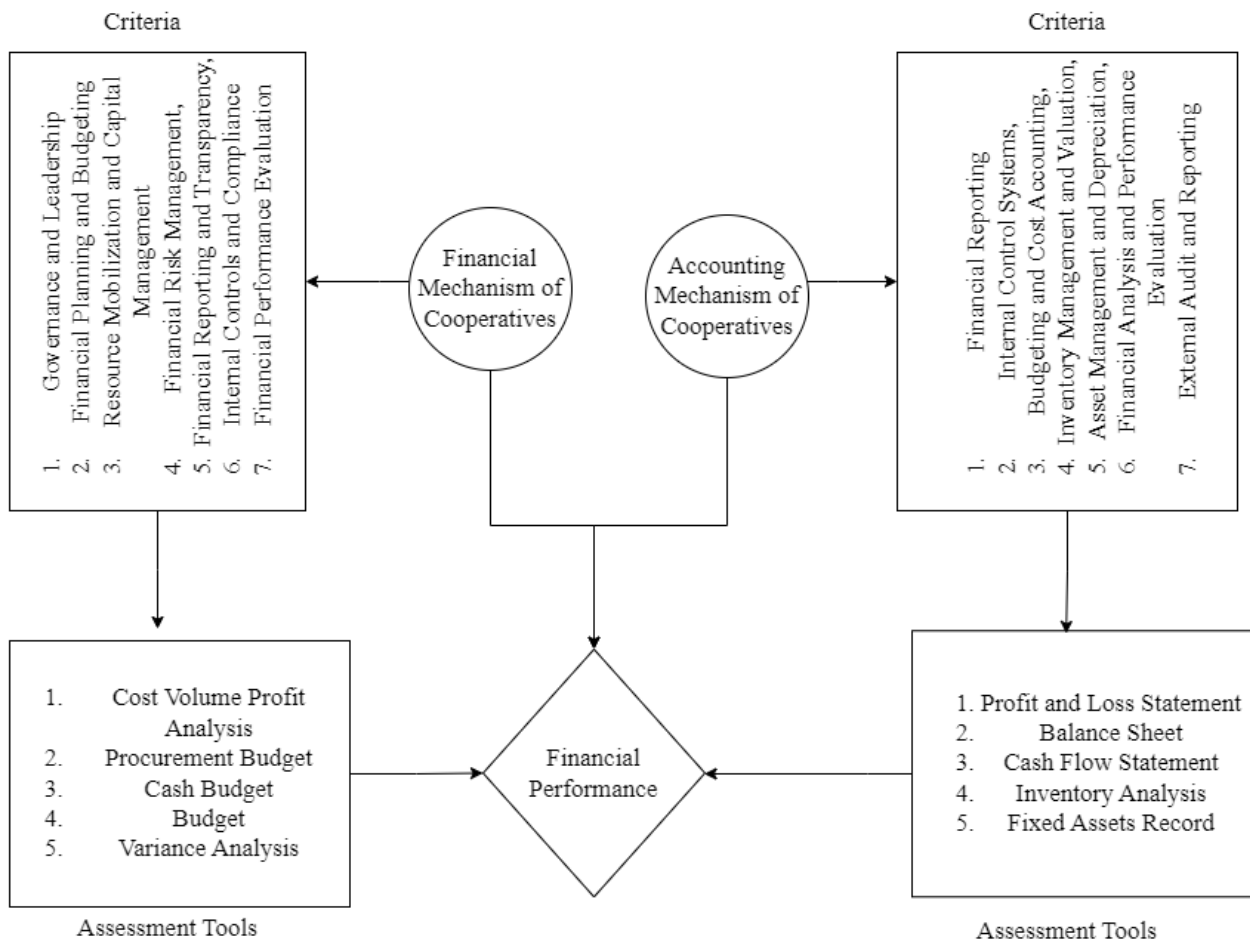 Criteria
Criteria
1. Governance and Leadership
2. Financial Planning and Budgeting
3. Resource Mobilization and Capital
Management
4. Financial Risk Management,
5. Financial Reporting and Transparency,
6. Internal Controls and Compliance
7. Financial Performance Evaluation
Financial
Mechanism of
Cooperatives
Accounting
Mechanism of
Cooperatives
1. Financial Reporting
2. Internal Control Systems,
3. Budgeting and Cost Accounting,
4. Inventory Management and Valuation,
5. Asset Management and Depreciation,
6. Financial Analysis and Performance
Evaluation
7. External Audit and Reporting
1. Cost Volume Profit
Analysis
2. Procurement Budget
3. Cash Budget
4. Budget
5. Variance Analysis
Financial
Performance
1. Profit and Loss Statement
2. Balance Sheet
3. Cash Flow Statement
4. Inventory Analysis
5. Fixed Assets Record
Assessment Tools
Assessment Tools